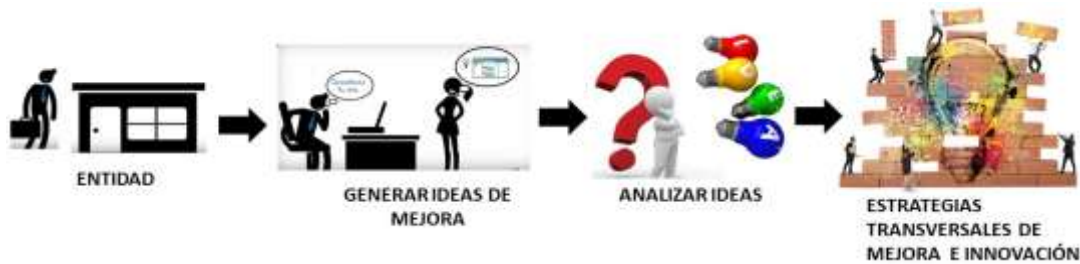 ENTIDAD
GENERAR IDEAS DE
MEJORA
ANALIZAR IDEAS
ESTRATEGIAS
TRANSVERSALES DE
MEJORA E INNOVACIÓN